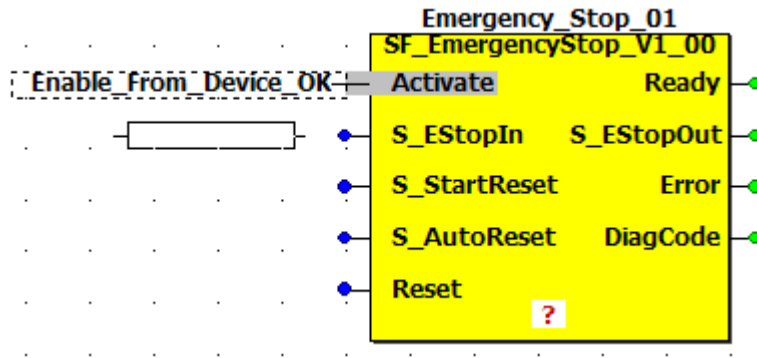 Emergency_Stop_01
SF_EmergencyStop_V1_00
Enable_From_Device_OK Activate Ready
S_EStopIn S_EStopOut
S_StartReset Error
S_AutoReset DiagCode
Reset
?